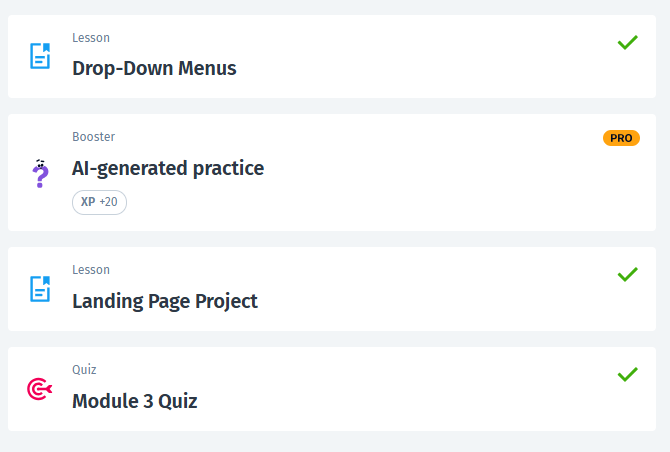 Lesson
Drop-Down Menus
Booster
PRO
AI-generated practice
XP +20
Lesson
Landing Page Project
Quiz
Module 3 Quiz